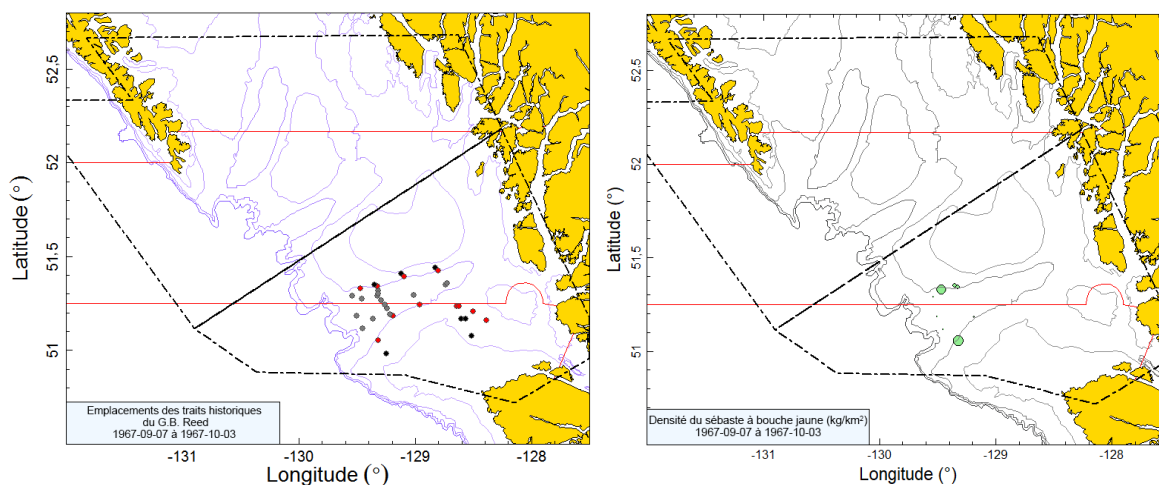 52,5
52
51,5
51
Latitude (°)
Emplacements des traits historiques
du G.B. Reed
1967-09-07 à 1967-10-03
-131
-130
-129
-128
Longitude (°)
52,5
52
51,5
51
Latitude (°)
Densité du sébaste à bouche jaune (kg/km²)
1967-09-07 à 1967-10-03
-131
-130
-129
-128
Longitude (°)